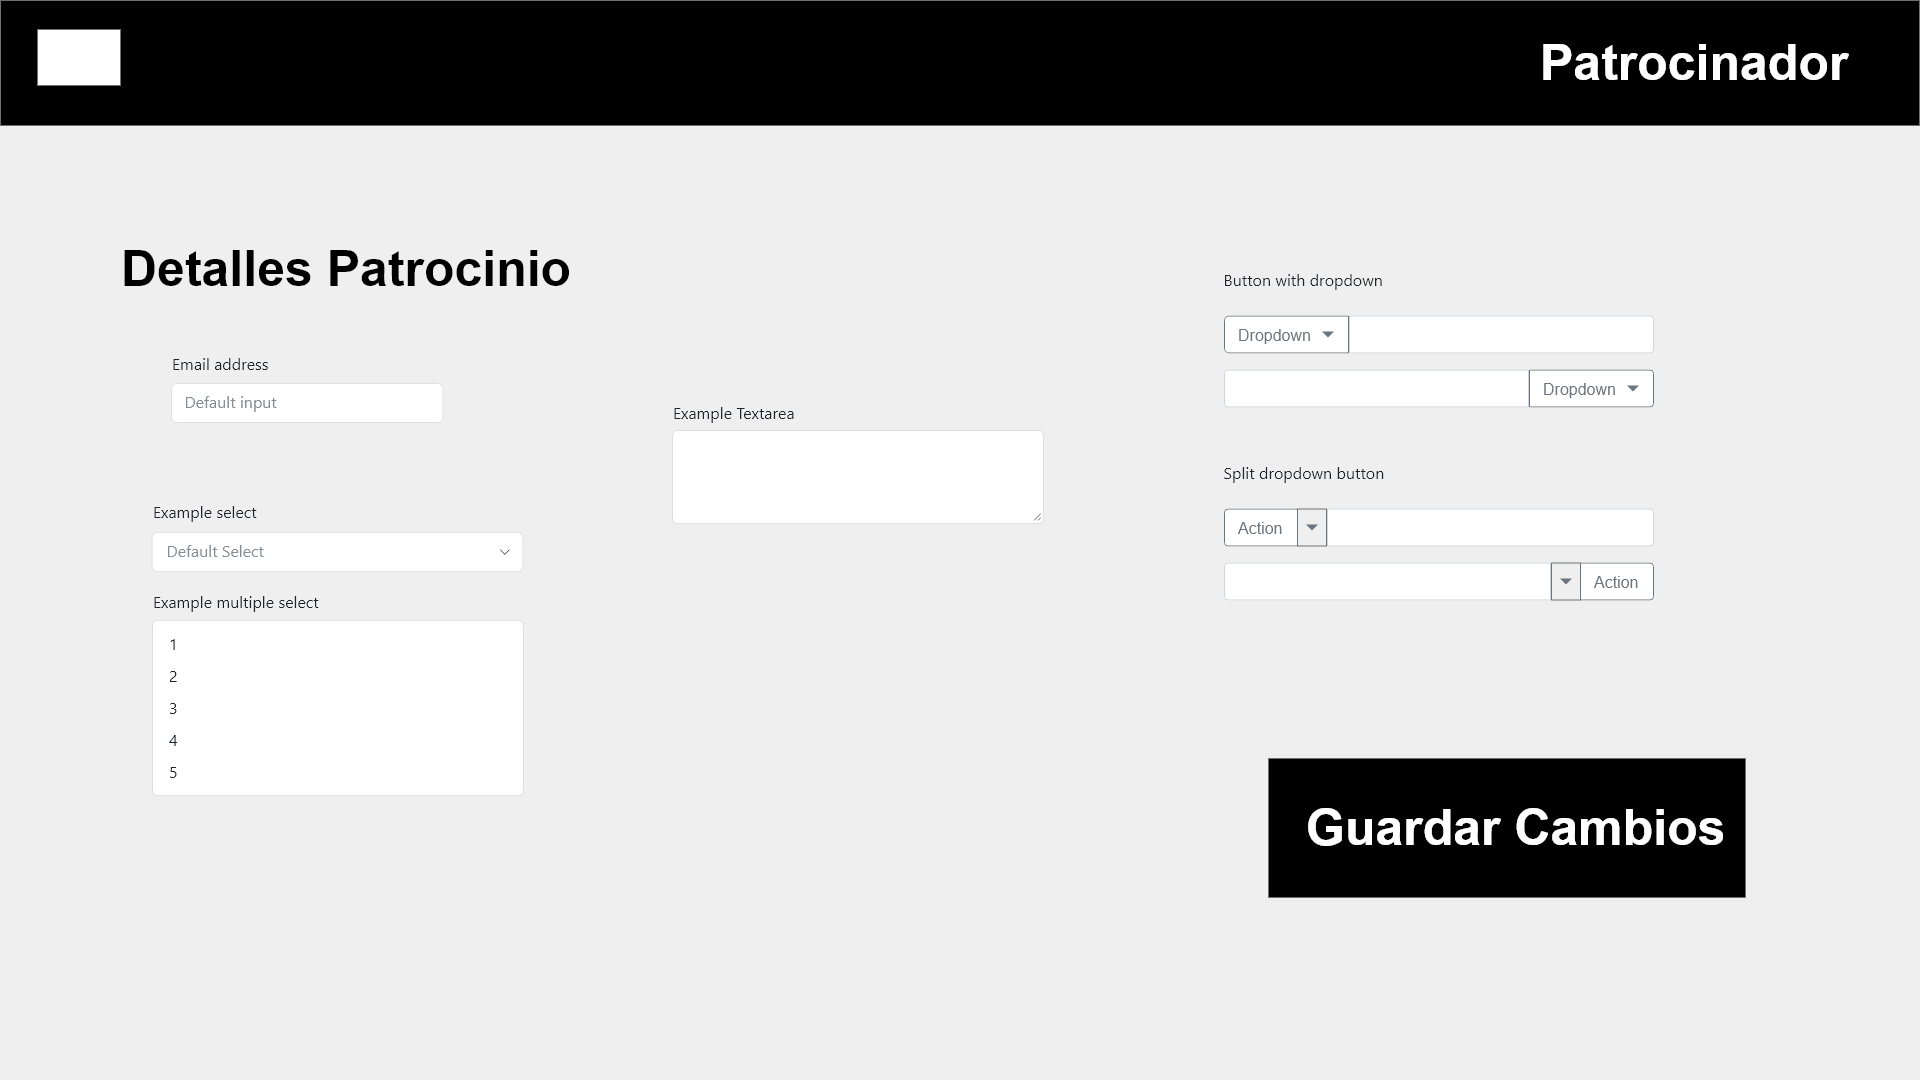 Patrocinador
Detalles Patrocinio
Email address
Default input
Example select
Default Select
Example multiple select
1
2
3
4
5
Example Textarea
Button with dropdown
Dropdown
Dropdown
Split dropdown button
Action
Action
Guardar Cambios